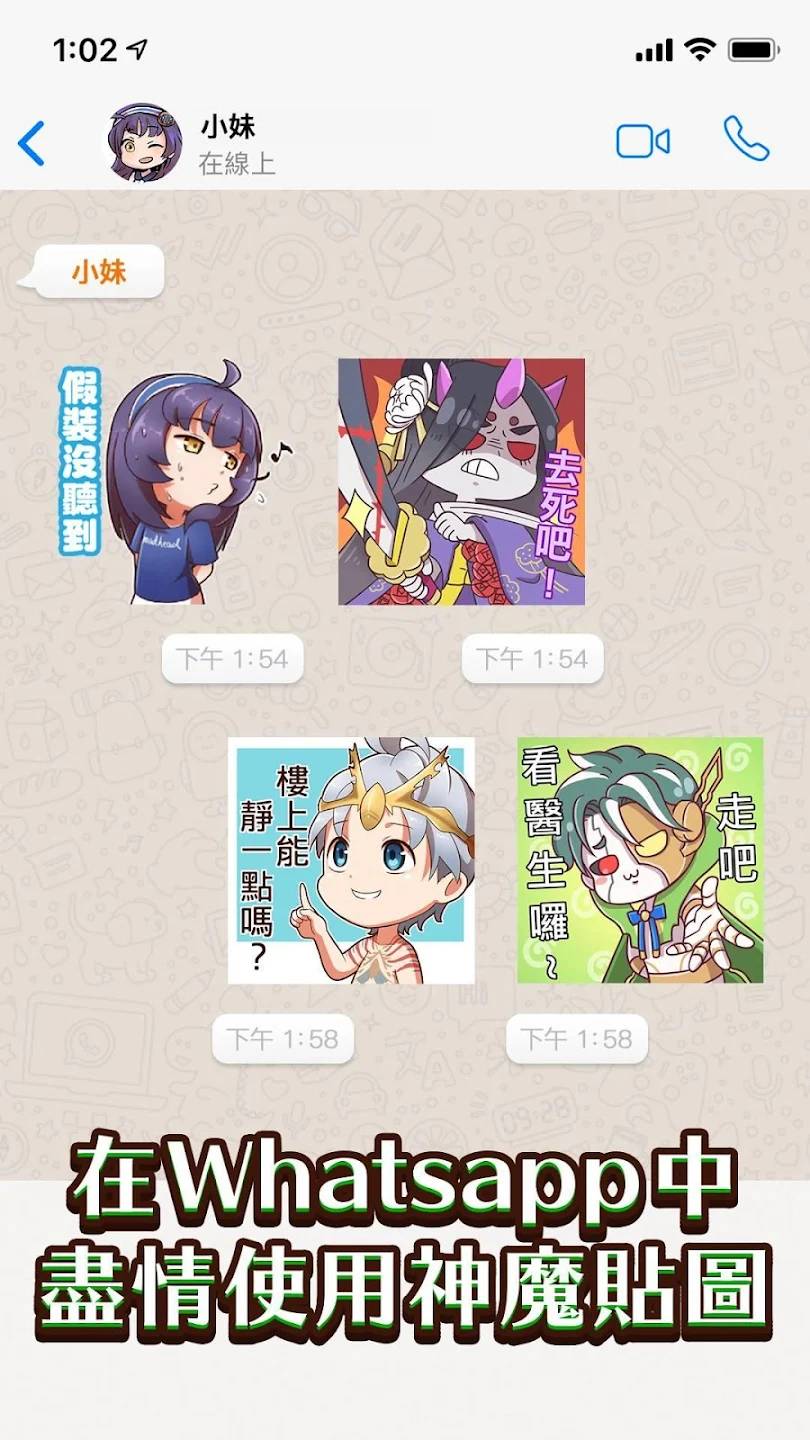 1:02
小妹
在線上
小妹
假裝沒聽到
madhead
去死吧！
下午 1:54
下午 1:54
樓上能
靜一點嗎？
走吧
看醫生囉～
下午 1:58
下午 1:58
在Whatsapp中
盡情使用神魔貼圖